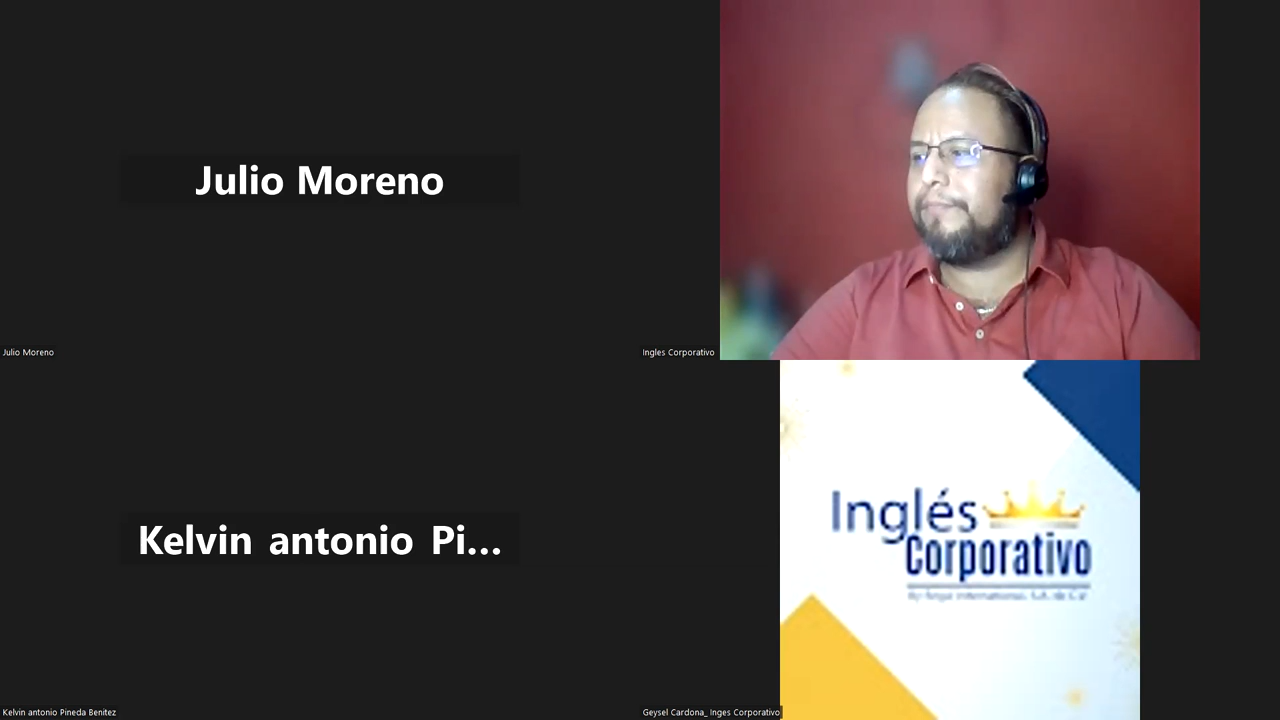 Julio Moreno
Julio Moreno
Ingles Corporativo
Kelvin antonio Pi...
Inglés
Corporativo
Kelvin antonio Pineda Benitez
Geysel Cardona_ Inges Corporativo